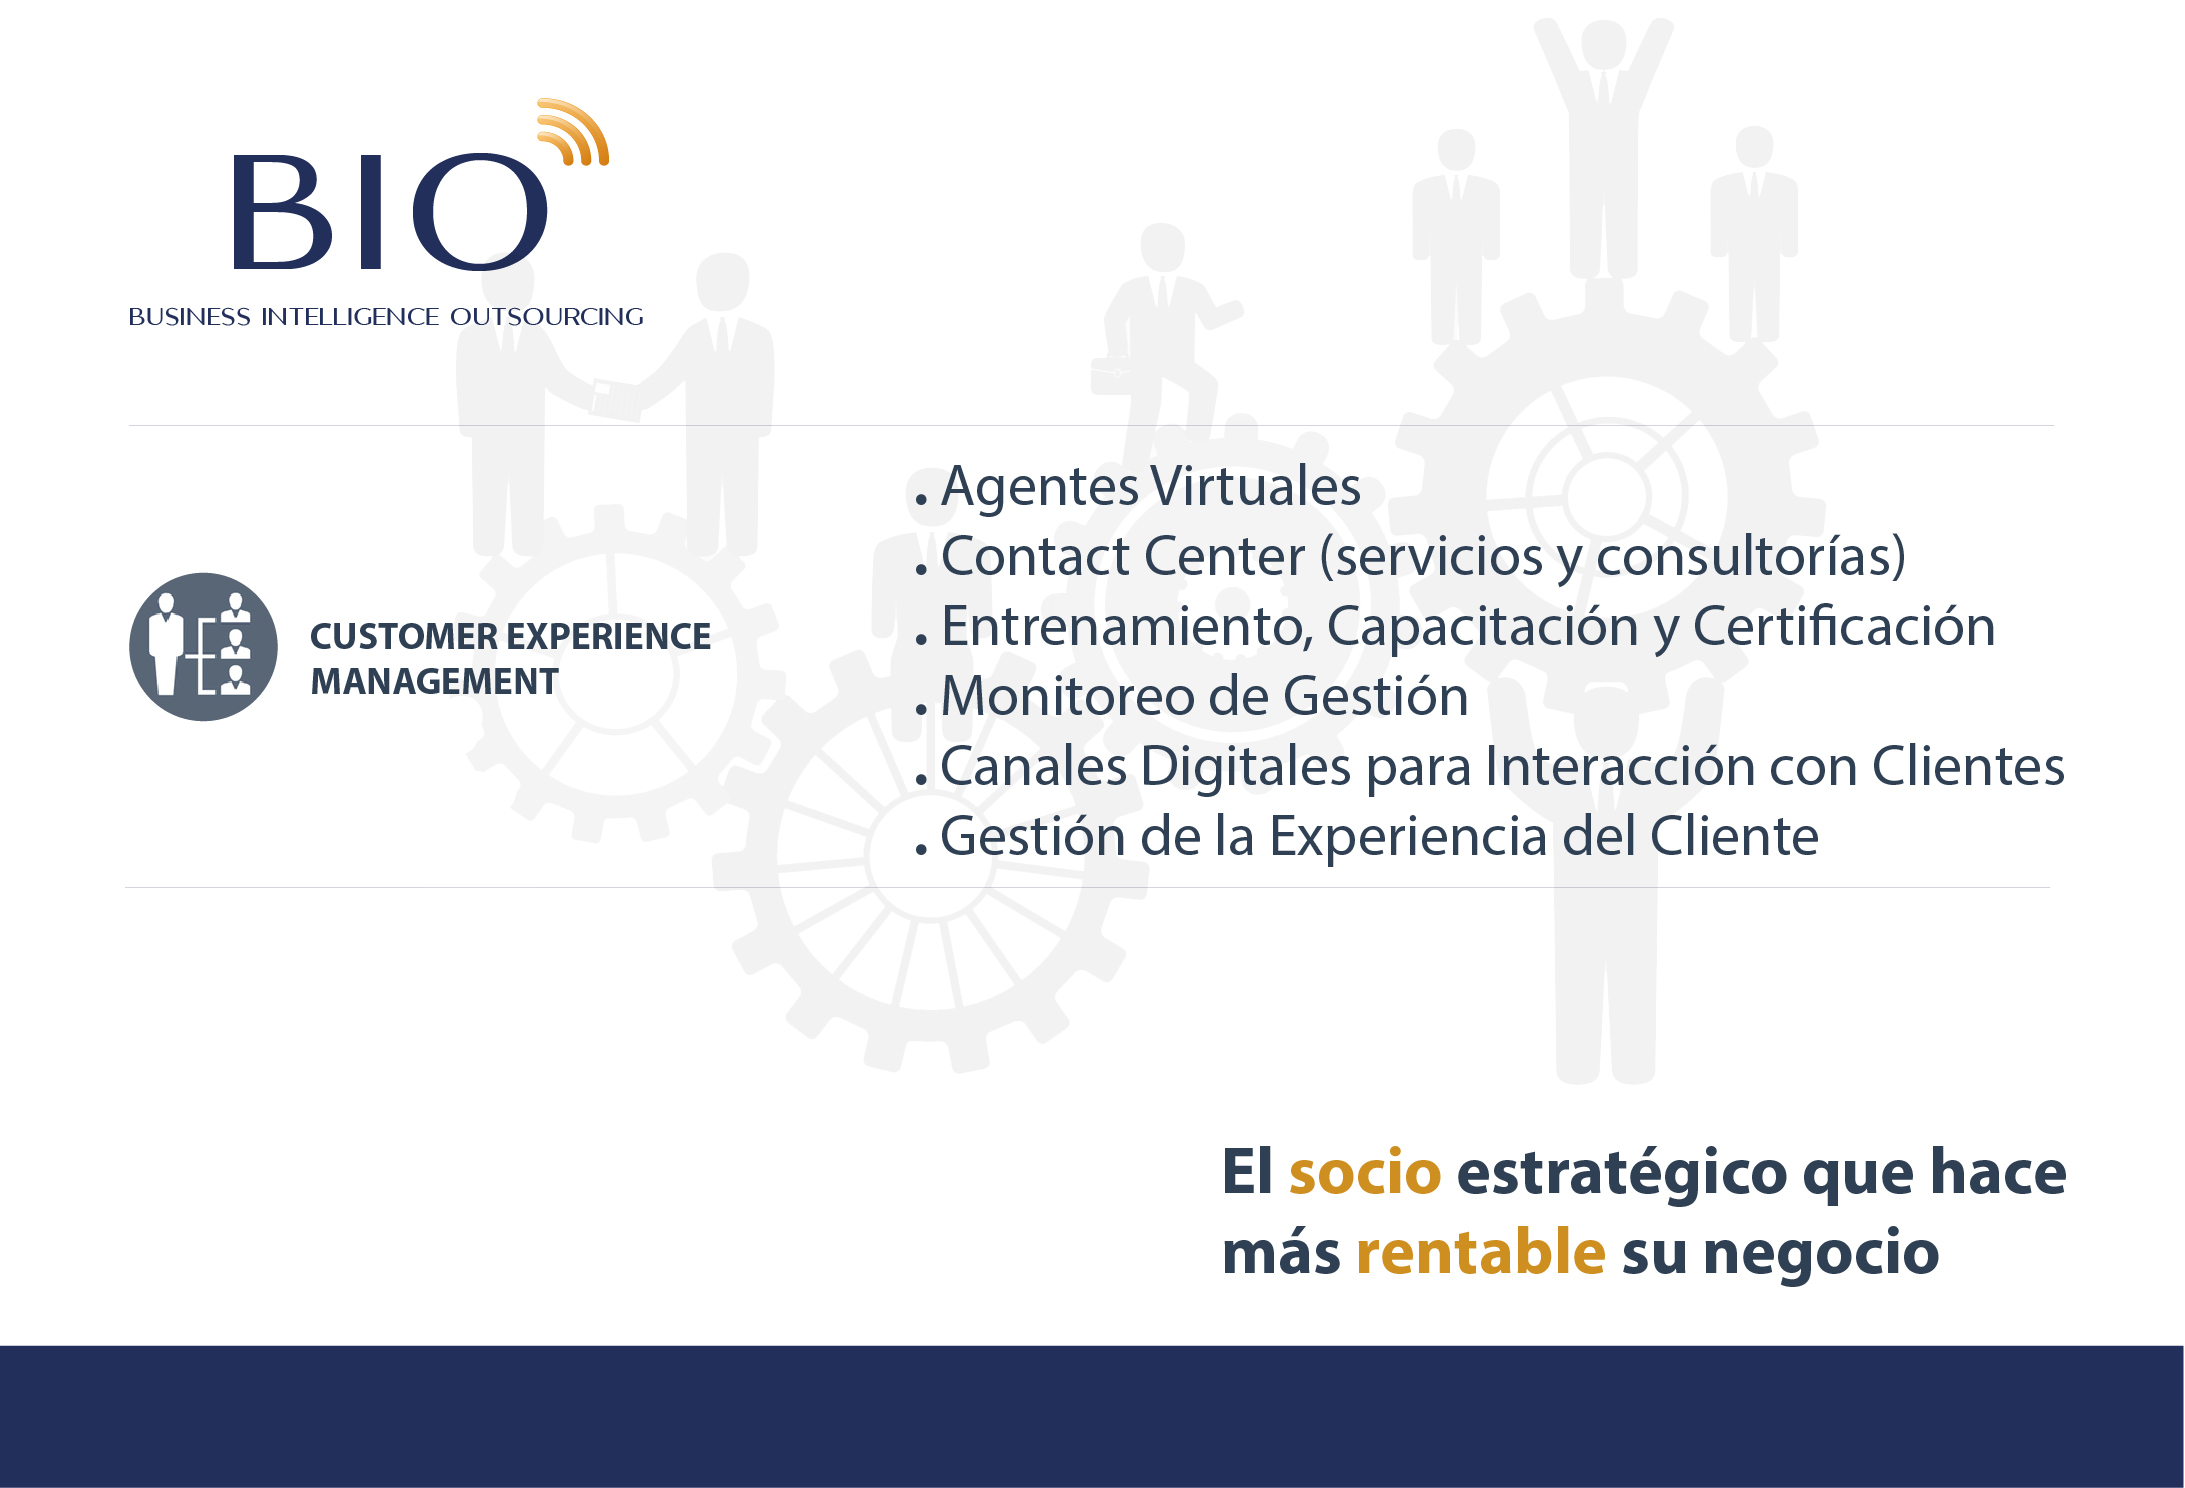 BIO
BUSINESS INTELLIGENCE OUTSOURCING
CUSTOMER EXPERIENCE
MANAGEMENT
. Agentes Virtuales
. Contact Center (servicios y consultorías)
. Entrenamiento, Capacitación y Certificación
. Monitoreo de Gestión
. Canales Digitales para Interacción con Clientes
. Gestión de la Experiencia del Cliente
El socio estratégico que hace
más rentable su negocio